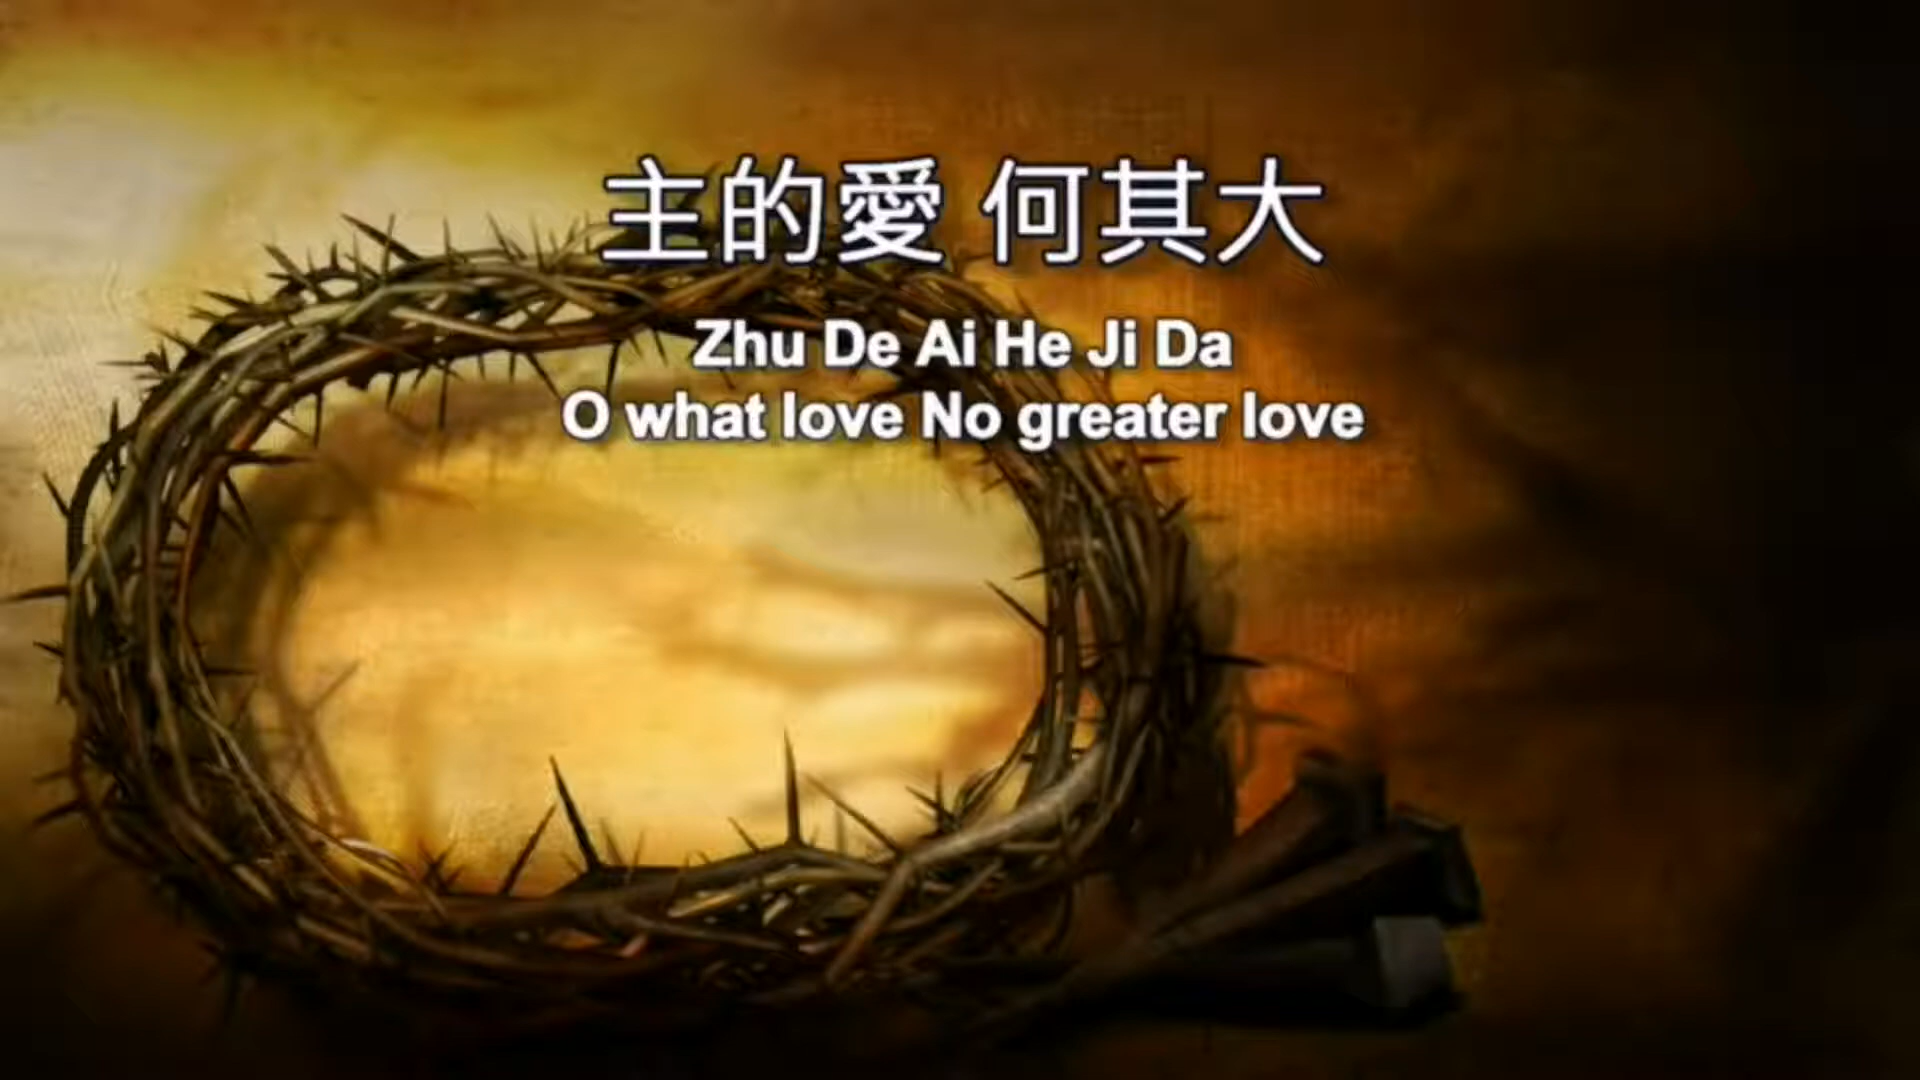 主的愛 何其大
Zhu De Ai He Ji Da
O what love No greater love